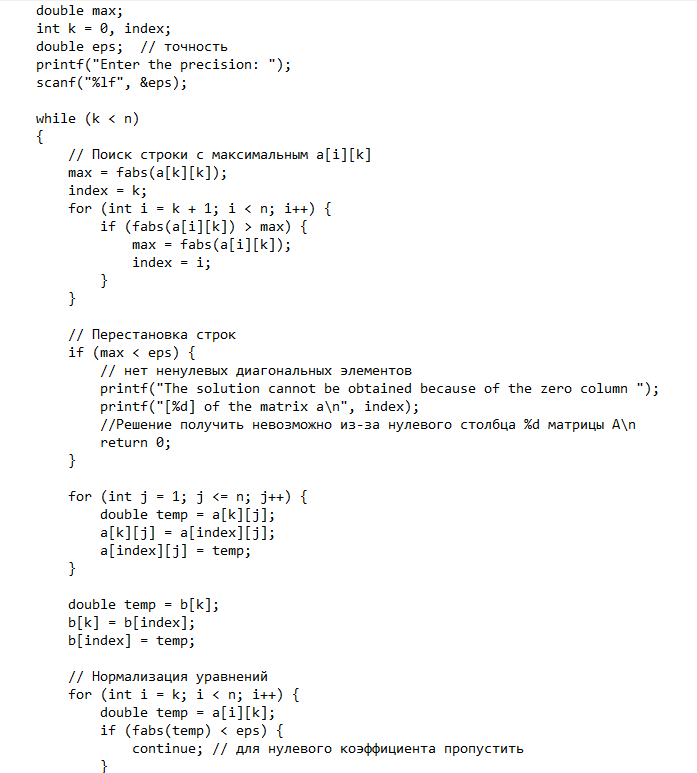 double max;
int k = 0, index;
double eps;  // точность
printf("Enter the precision: ");
scanf("%lf", &eps);

while (k < n)
{
    // Поиск строки с максимальным a[i][k]
    max = fabs(a[k][k]);
    index = k;
    for (int i = k + 1; i < n; i++) {
        if (fabs(a[i][k]) > max) {
            max = fabs(a[i][k]);
            index = i;
        }
    }

    // Перестановка строк
    if (max < eps) {
        // нет ненулевых диагональных элементов
        printf("The solution cannot be obtained because of the zero column ");
        printf("[%d] of the matrix a\n", index);
        //Решение получить невозможно из-за нулевого столбца %d матрицы А\n
        return 0;
    }

    for (int j = 1; j <= n; j++) {
        double temp = a[k][j];
        a[k][j] = a[index][j];
        a[index][j] = temp;
    }

    double temp = b[k];
    b[k] = b[index];
    b[index] = temp;

    // Нормализация уравнений
    for (int i = k; i < n; i++) {
        double temp = a[i][k];
        if (fabs(temp) < eps) {
            continue; // для нулевого коэффициента пропустить
        }